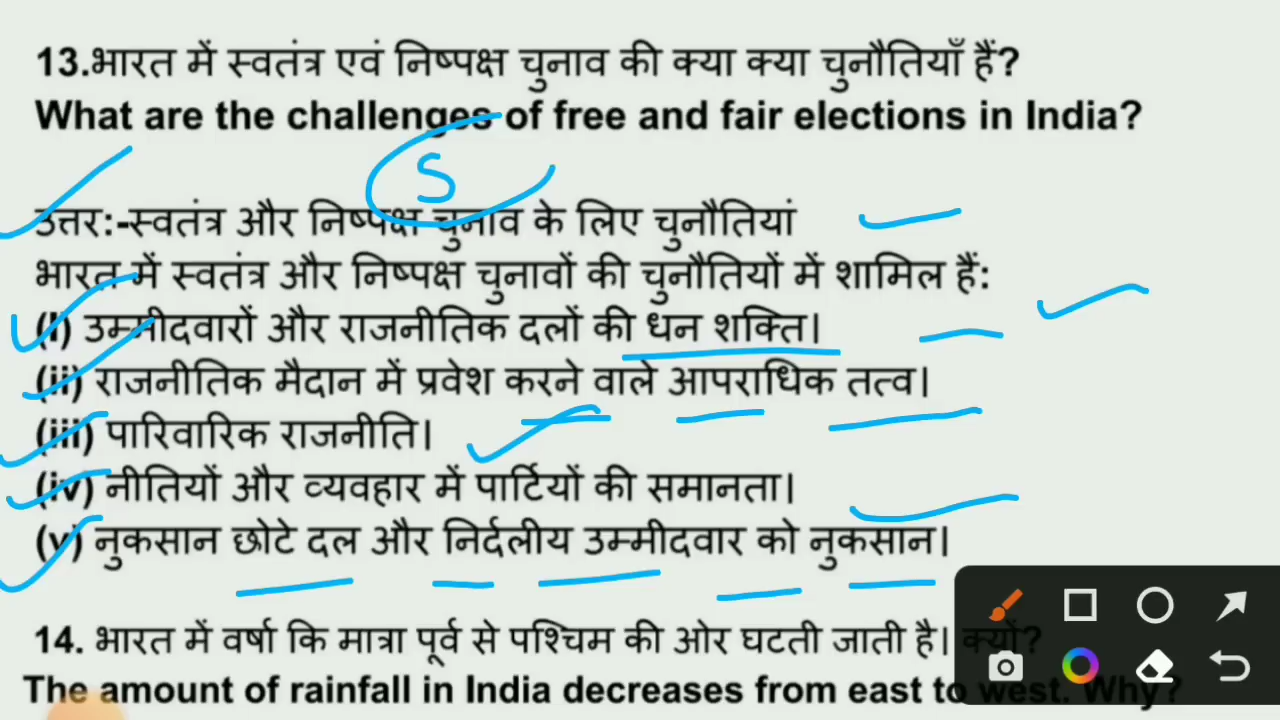 13.भारत में स्वतंत्र एवं निष्पक्ष चुनाव की क्या क्या चुनौतियाँ हैं?
What are the challenges of free and fair elections in India?
S
उत्तर:-स्वतंत्र और निष्पक्ष चुनाव के लिए चुनौतियां
भारत में स्वतंत्र और निष्पक्ष चुनावों की चुनौतियों में शामिल हैं:
(I) उम्मीदवारों और राजनीतिक दलों की धन शक्ति।
(ii) राजनीतिक मैदान में प्रवेश करने वाले आपराधिक तत्व।
(iii) पारिवारिक राजनीति।
(iv) नीतियों और व्यवहार में पार्टियों की समानता।
(v) नुकसान छोटे दल और निर्दलीय उम्मीदवार को नुकसान।
14. भारत में वर्षा कि मात्रा पूर्व से पश्चिम की ओर घटती जाती है। क्यों?
The amount of rainfall in India decreases from east to west. Why?